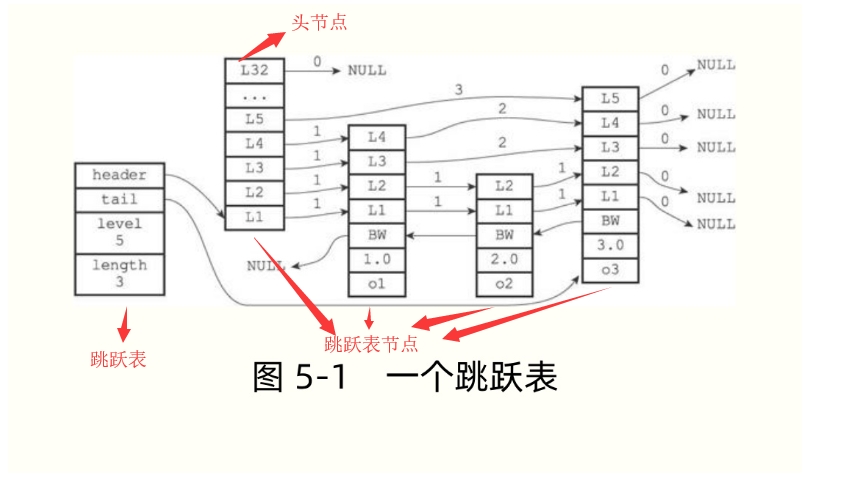 头节点
L32
0
NULL
...
L5
3
L4
1
L3
1
L2
1
L1
1
header
tail
level
5
length
3
L4
2
L3
2
L2
1
L1
1
BW
1.0
o1
NULL
L2
1
L1
1
BW
2.0
o2
L5
0
NULL
L4
0
NULL
L3
0
NULL
L2
0
NULL
L1
0
NULL
BW
3.0
o3
跳跃表
跳跃表节点
图 5-1 一个跳跃表